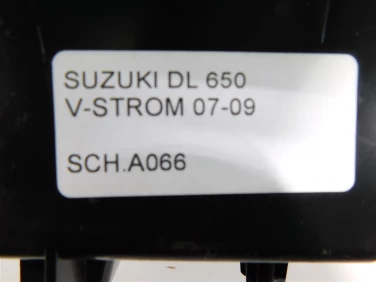 SUZUKI DL 650
V-STROM 07-09
SCH.A066